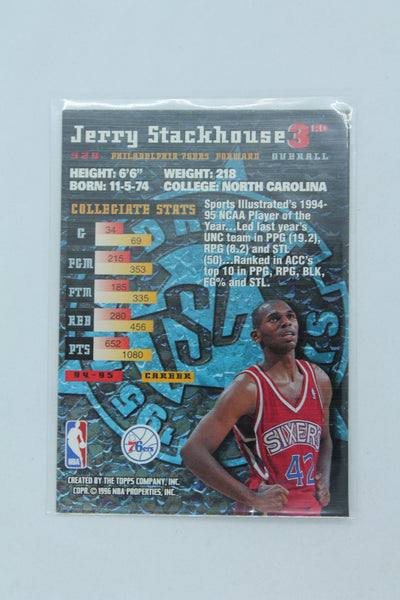 Jerry Stackhouse 3RD
328 PHILADELPHIA 76ERS FORWARD OVERALL
HEIGHT: 6'6" WEIGHT: 218
BORN: 11-5-74 COLLEGE: NORTH CAROLINA
COLLEGIATE STATS
G 34 69
FGM 215 353
FTM 185 335
REB 280 456
PTS 652 1080
94-95 CAREER
Sports Illustrated's 1994-
95 NCAA Player of the
Year...Led last year's
UNC team in PPG (19.2),
RPG (8.2) and STL
(50)...Ranked in ACC's
top 10 in PPG, RPG, BLK,
FG% and STL.
SIXERS
42
NBA
76ers
CREATED BY THE TOPPS COMPANY, INC.
COPR. © 1996 NBA PROPERTIES, INC.